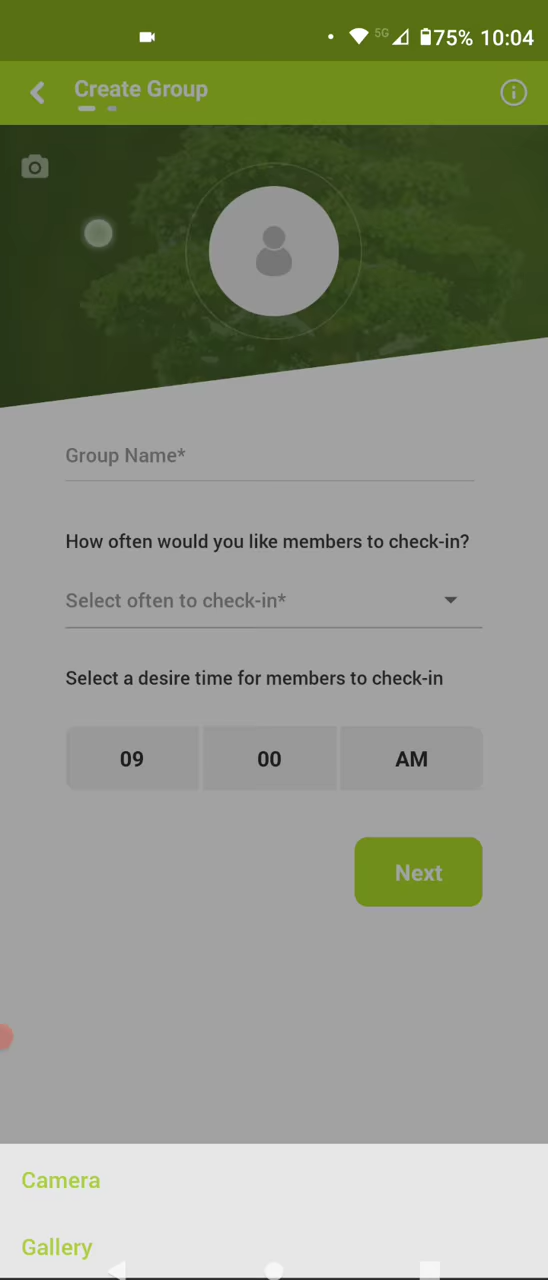 5G 75% 10:04
Create Group
Group Name*
How often would you like members to check-in?
Select often to check-in*
Select a desire time for members to check-in
09 00 AM
Next
Camera
Gallery